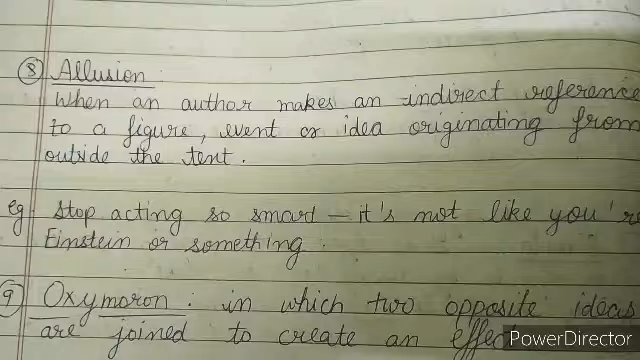 ⑧ Allusion
When an author makes an indirect reference
to a figure, event or idea originating from
outside the text.
eg Stop acting so smart – it's not like you're
Einstein or something.
⑨ Oxymoron : in which two opposite ideas
are joined to create an effect
PowerDirector